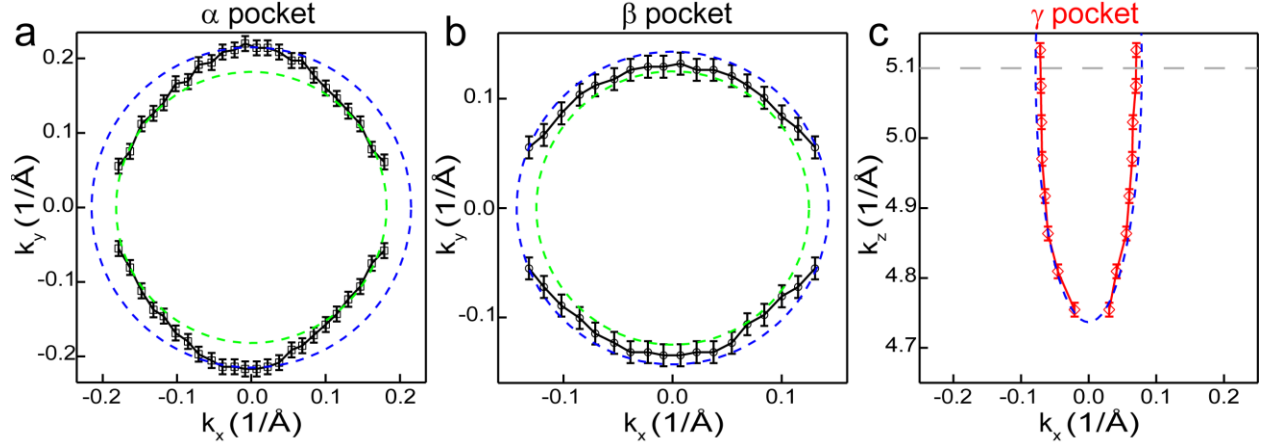 α pocket
β pocket
γ pocket
a
b
c
0.2
0.1
0.0
-0.1
-0.2
k_y (1/Å)
-0.2
-0.1
0.0
0.1
0.2
k_x (1/Å)
0.1
0.0
-0.1
k_y (1/Å)
-0.1
0.0
0.1
k_x (1/Å)
5.1
5.0
4.9
4.8
4.7
k_z (1/Å)
-0.2
-0.1
0.0
0.1
0.2
k_x (1/Å)